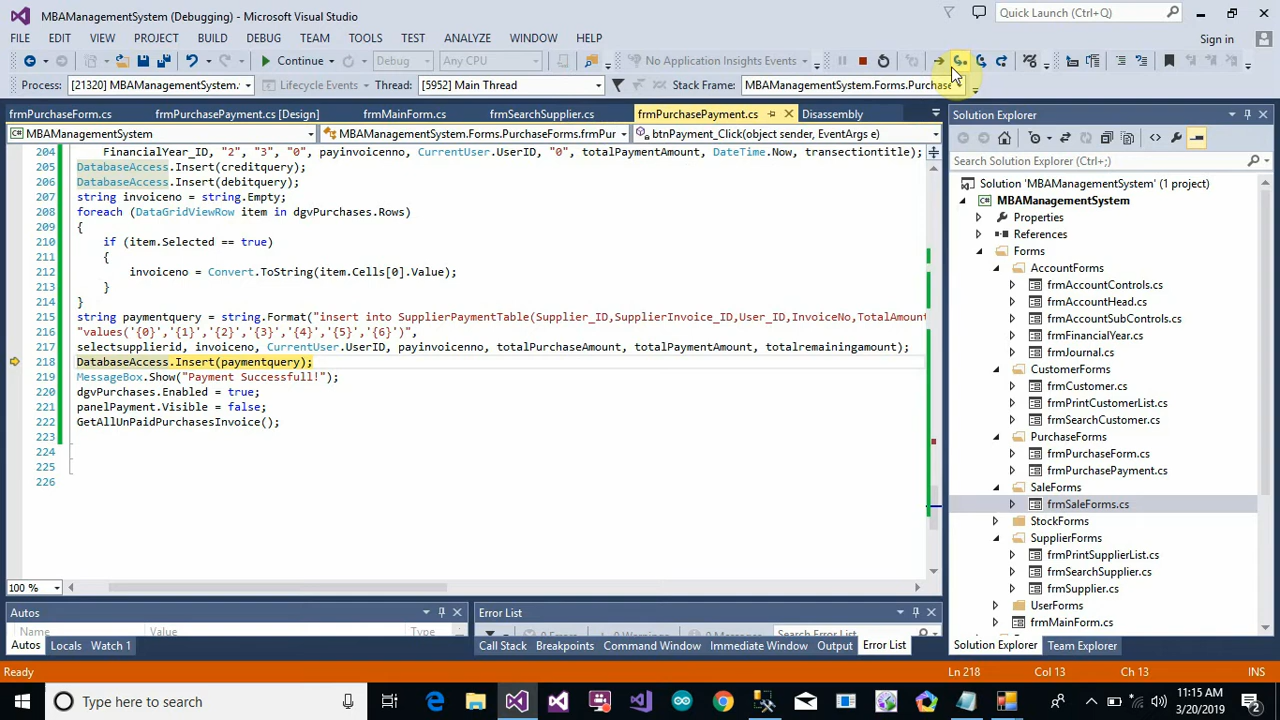 MBAManagementSystem (Debugging) - Microsoft Visual Studio
Quick Launch (Ctrl+Q)
FILE EDIT VIEW PROJECT BUILD DEBUG TEAM TOOLS TEST ANALYZE WINDOW HELP
Sign in
Continue Debug Any CPU No Application Insights Events
Process: [21320] MBAManagementSystem. Lifecycle Events Thread: [5952] Main Thread Stack Frame: MBAManagementSystem.Forms.Purchase
frmPurchaseForm.cs frmPurchasePayment.cs [Design] frmMainForm.cs frmSearchSupplier.cs frmPurchasePayment.cs Disassembly
MBAManagementSystem MBAManagementSystem.Forms.PurchaseForms.frmPur btnPayment_Click(object sender, EventArgs e)
204 FinancialYear_ID, "2", "3", "0", payinvoicenno, CurrentUser.UserID, "0", totalPaymentAmount, DateTime.Now, transectiontitle);
205 DatabaseAccess.Insert(creditquery);
206 DatabaseAccess.Insert(debitquery);
207 string invoiceno = string.Empty;
208 foreach (DataGridViewRow item in dgvPurchases.Rows)
209 {
210 if (item.Selected == true)
211 {
212 invoiceno = Convert.ToString(item.Cells[0].Value);
213 }
214 }
215 string paymentquery = string.Format("insert into SupplierPaymentTable(Supplier_ID,SupplierInvoice_ID,User_ID,InvoiceNo,TotalAmount
216 "values('{0}','{1}','{2}','{3}','{4}','{5}','{6}')",
217 selectsupplierid, invoiceno, CurrentUser.UserID, payinvoicenno, totalPurchaseAmount, totalPaymentAmount, totalremainingamount);
218 DatabaseAccess.Insert(paymentquery);
219 MessageBox.Show("Payment Successfull!");
220 dgvPurchases.Enabled = true;
221 panelPayment.Visible = false;
222 GetAllUnPaidPurchasesInvoice();
223
224
225
226
100 %
Autos
Name Value Type
Autos Locals Watch 1
Error List
0 Errors 0 Warnings 0 Messages Search Error List
Call Stack Breakpoints Command Window Immediate Window Output Error List
Solution Explorer
Search Solution Explorer (Ctrl+;)
Solution 'MBAManagementSystem' (1 project)
MBAManagementSystem
Properties
References
Forms
AccountForms
frmAccountControls.cs
frmAccountHead.cs
frmAccountSubControls.cs
frmFinancialYear.cs
frmJournal.cs
CustomerForms
frmCustomer.cs
frmPrintCustomerList.cs
frmSearchCustomer.cs
PurchaseForms
frmPurchaseForm.cs
frmPurchasePayment.cs
SaleForms
frmSaleForms.cs
StockForms
SupplierForms
frmPrintSupplierList.cs
frmSearchSupplier.cs
frmSupplier.cs
UserForms
frmMainForm.cs
Solution Explorer Team Explorer
Ready Ln 218 Col 13 Ch 13 INS
Type here to search
11:15 AM
3/20/2019
2